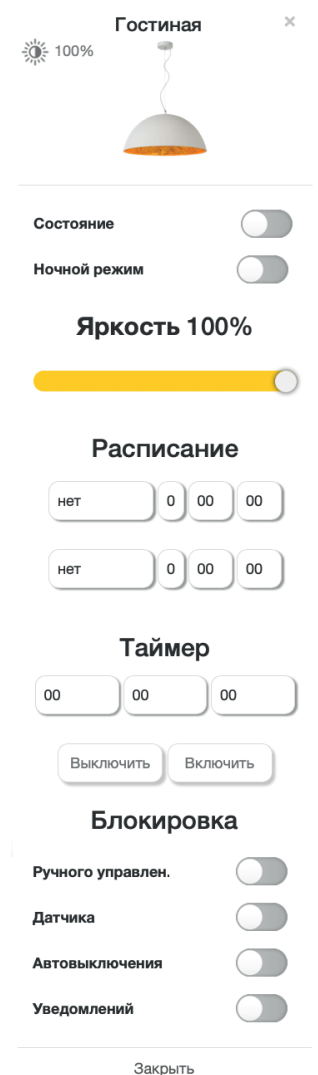 Гостиная ×
100%
Состояние
Ночной режим
Яркость 100%
Расписание
нет 0 00 00
нет 0 00 00
Таймер
00 00 00
Выключить Включить
Блокировка
Ручного управлен.
Датчика
Автовыключения
Уведомлений
Закрыть